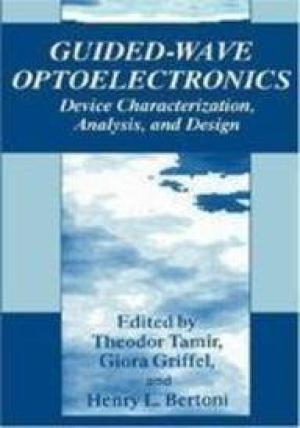 GUIDED-WAVE
OPTOELECTRONICS
Device Characterization,
Analysis, and Design
Edited by
Theodor Tamir,
Giora Griffel,
and
Henry L. Bertoni